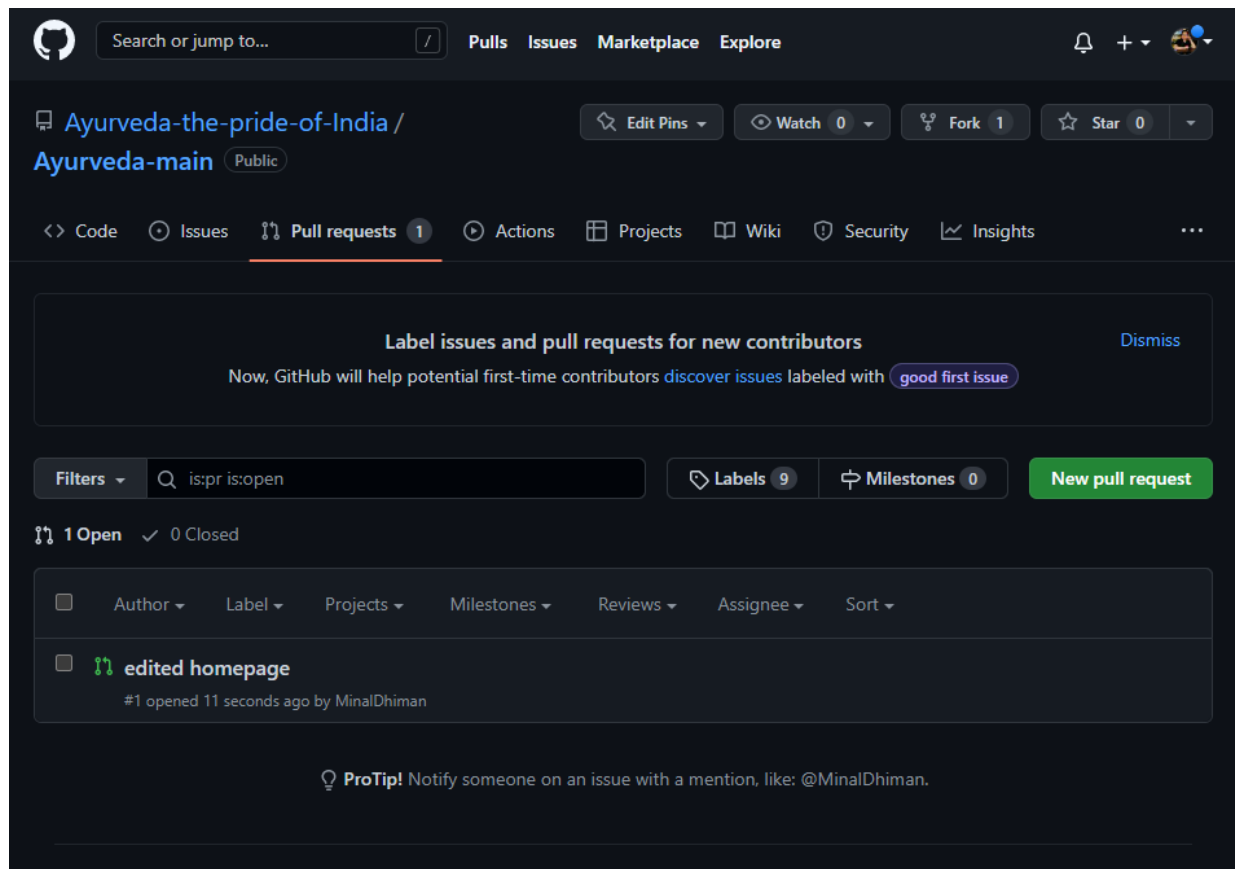 Search or jump to... / Pulls Issues Marketplace Explore
Ayurveda-the-pride-of-India / Edit Pins Watch 0 Fork 1 Star 0
Ayurveda-main Public
Code Issues Pull requests 1 Actions Projects Wiki Security Insights
Label issues and pull requests for new contributors Dismiss
Now, GitHub will help potential first-time contributors discover issues labeled with good first issue
Filters is:pr is:open Labels 9 Milestones 0 New pull request
1 Open 0 Closed
Author Label Projects Milestones Reviews Assignee Sort
edited homepage
#1 opened 11 seconds ago by MinalDhiman
ProTip! Notify someone on an issue with a mention, like: @MinalDhiman.